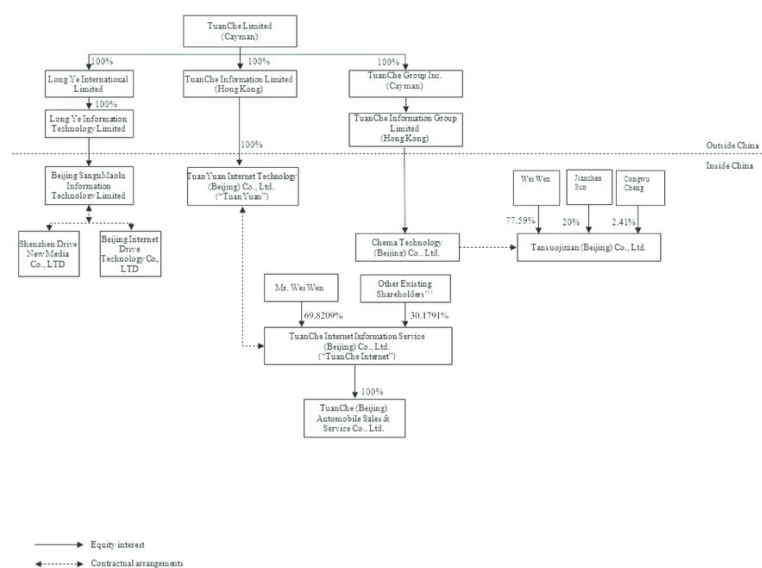 TuanChe Limited
(Cayman)
100%
100%
100%
Long Ye International
Limited
TuanChe Information Limited
(Hong Kong)
TuanChe Group Inc.
(Cayman)
100%
Long Ye Information
Technology Limited
TuanChe Information Group
Limited
(Hong Kong)
100%
Outside China
Inside China
Beijing SanguMaolu
Information
Technology Limited
TuanYuan Internet Technology
(Beijing) Co., Ltd.
("TuanYuan")
Wei Wen
Jianchen
Sun
Congwu
Cheng
77.59%
20%
2.41%
Shenzhen Drive
New Media
Co., LTD
Beijing Internet
Drive
Technology Co.,
LTD
Chema Technology
(Beijing) Co., Ltd.
Tansuojixian (Beijing) Co., Ltd.
Mr. Wei Wen
Other Existing
Shareholders
69.8209%
30.1791%
TuanChe Internet Information Service
(Beijing) Co., Ltd.
("TuanChe Internet")
100%
TuanChe (Beijing)
Automobile Sales &
Service Co., Ltd.
Equity interest
Contractual arrangements